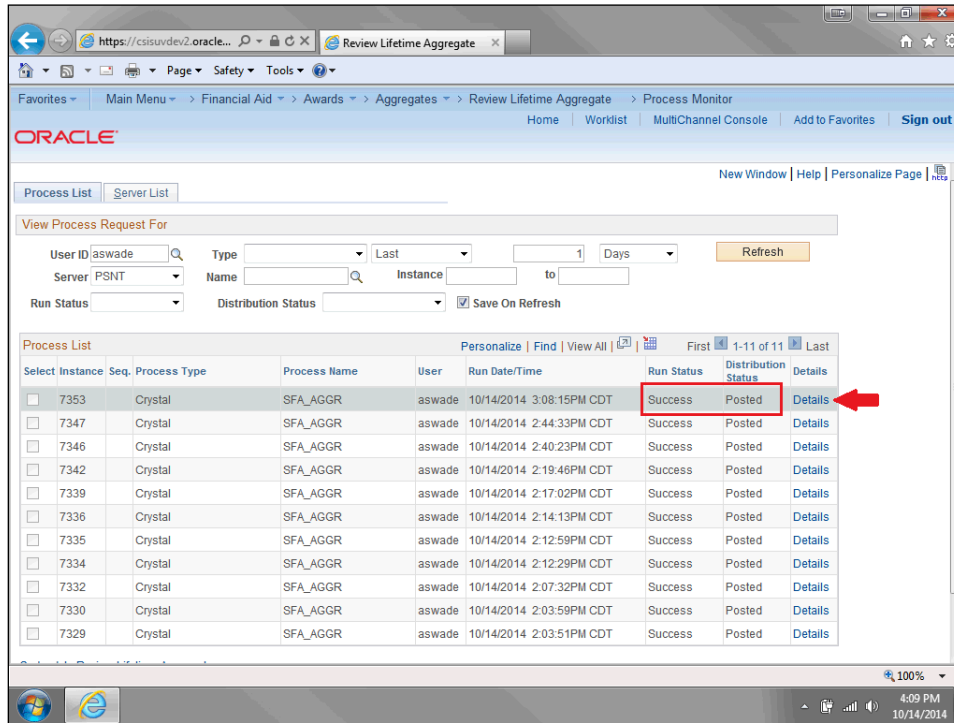 https://csisuvdev2.oracle...
Review Lifetime Aggregate
Page Safety Tools
Favorites Main Menu > Financial Aid > Awards > Aggregates > Review Lifetime Aggregate > Process Monitor
Home Worklist MultiChannel Console Add to Favorites Sign out
ORACLE
New Window | Help | Personalize Page | http
Process List Server List
View Process Request For
User ID aswade Type Last 1 Days Refresh
Server PSNT Name Instance to
Run Status Distribution Status Save On Refresh
Process List Personalize | Find | View All | First 1-11 of 11 Last
Select Instance Seq. Process Type Process Name User Run Date/Time Run Status Distribution Status Details
7353 Crystal SFA_AGGR aswade 10/14/2014 3:08:15PM CDT Success Posted Details
7347 Crystal SFA_AGGR aswade 10/14/2014 2:44:33PM CDT Success Posted Details
7346 Crystal SFA_AGGR aswade 10/14/2014 2:40:23PM CDT Success Posted Details
7342 Crystal SFA_AGGR aswade 10/14/2014 2:19:46PM CDT Success Posted Details
7339 Crystal SFA_AGGR aswade 10/14/2014 2:17:02PM CDT Success Posted Details
7336 Crystal SFA_AGGR aswade 10/14/2014 2:14:13PM CDT Success Posted Details
7335 Crystal SFA_AGGR aswade 10/14/2014 2:12:59PM CDT Success Posted Details
7334 Crystal SFA_AGGR aswade 10/14/2014 2:12:29PM CDT Success Posted Details
7332 Crystal SFA_AGGR aswade 10/14/2014 2:07:32PM CDT Success Posted Details
7330 Crystal SFA_AGGR aswade 10/14/2014 2:03:59PM CDT Success Posted Details
7329 Crystal SFA_AGGR aswade 10/14/2014 2:03:51PM CDT Success Posted Details
100%
4:09 PM
10/14/2014